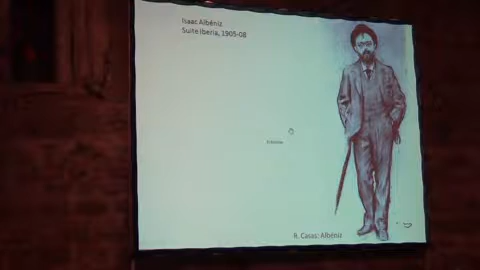 Isaac Albéniz
Suite Iberia, 1905-08
R. Casas: Albéniz